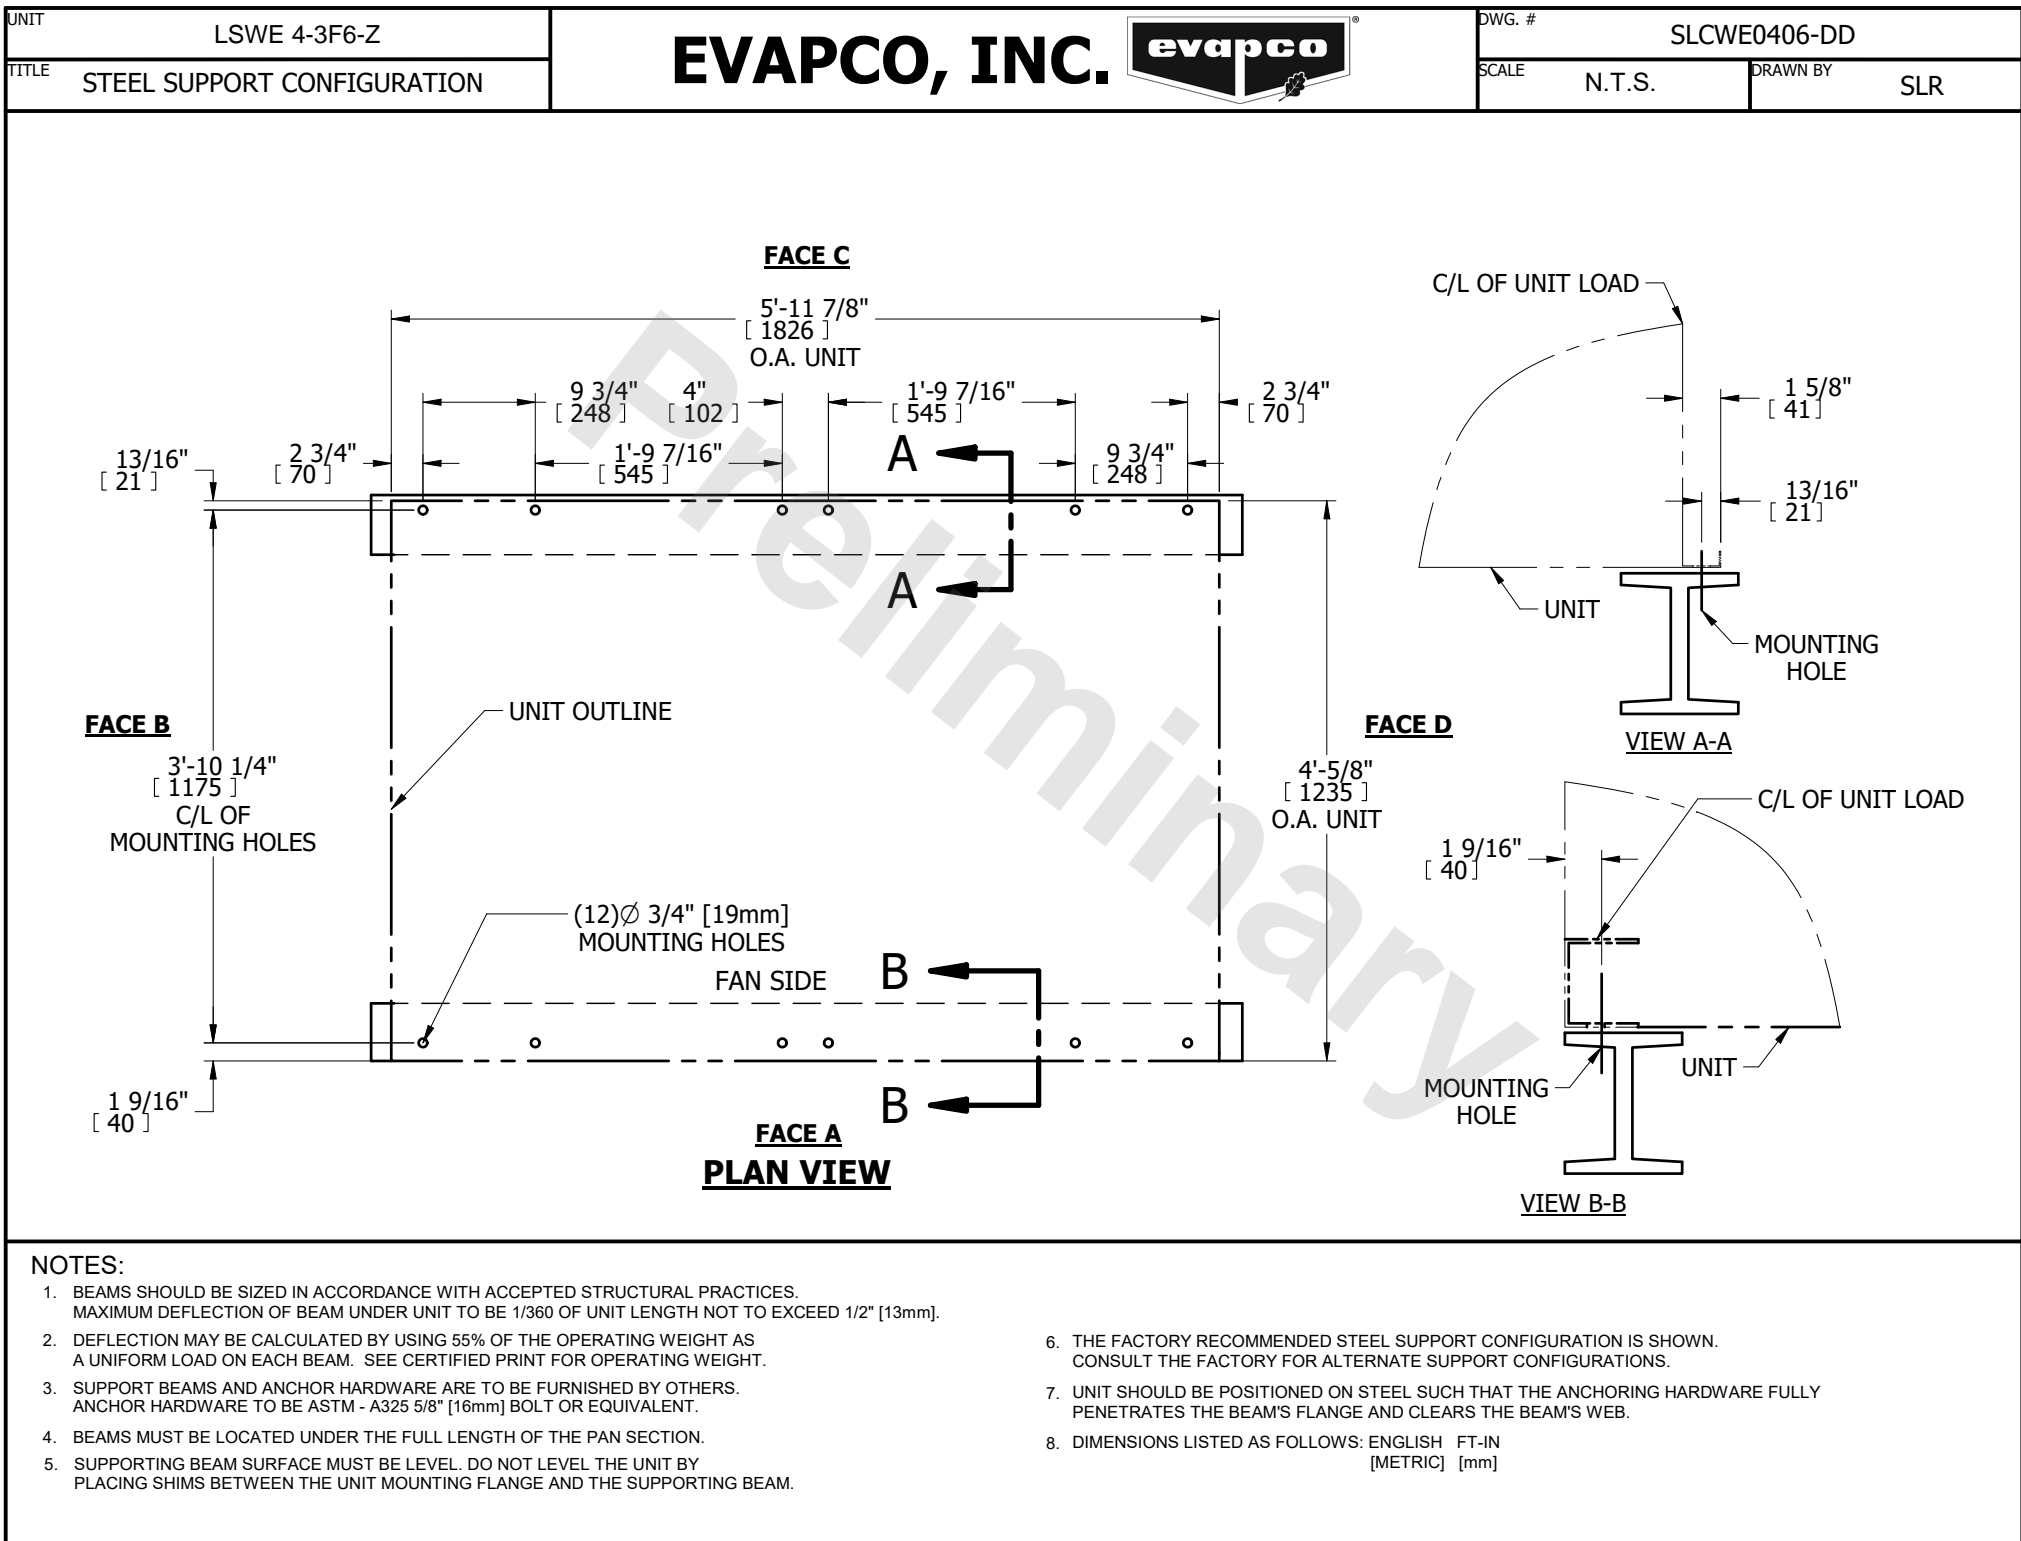 UNIT
LSWE 4-3F6-Z
TITLE
STEEL SUPPORT CONFIGURATION
EVAPCO, INC.
evapco
®
DWG. #
SLCWE0406-DD
SCALE
N.T.S.
DRAWN BY
SLR
FACE C
5'-11 7/8"
[ 1826 ]
O.A. UNIT
9 3/4"
[ 248 ]
4"
[ 102 ]
1'-9 7/16"
[ 545 ]
2 3/4"
[ 70 ]
13/16"
[ 21 ]
2 3/4"
[ 70 ]
1'-9 7/16"
[ 545 ]
A
9 3/4"
[ 248 ]
A
UNIT OUTLINE
FACE B
3'-10 1/4"
[ 1175 ]
C/L OF
MOUNTING HOLES
FACE D
4'-5/8"
[ 1235 ]
O.A. UNIT
(12)Ø 3/4" [19mm]
MOUNTING HOLES
FAN SIDE
B
B
1 9/16"
[ 40 ]
FACE A
PLAN VIEW
Preliminary
C/L OF UNIT LOAD
1 5/8"
[ 41 ]
13/16"
[ 21 ]
UNIT
MOUNTING
HOLE
VIEW A-A
C/L OF UNIT LOAD
1 9/16"
[ 40 ]
UNIT
MOUNTING
HOLE
VIEW B-B
NOTES:
1. BEAMS SHOULD BE SIZED IN ACCORDANCE WITH ACCEPTED STRUCTURAL PRACTICES.
MAXIMUM DEFLECTION OF BEAM UNDER UNIT TO BE 1/360 OF UNIT LENGTH NOT TO EXCEED 1/2" [13mm].
2. DEFLECTION MAY BE CALCULATED BY USING 55% OF THE OPERATING WEIGHT AS
A UNIFORM LOAD ON EACH BEAM. SEE CERTIFIED PRINT FOR OPERATING WEIGHT.
3. SUPPORT BEAMS AND ANCHOR HARDWARE ARE TO BE FURNISHED BY OTHERS.
ANCHOR HARDWARE TO BE ASTM - A325 5/8" [16mm] BOLT OR EQUIVALENT.
4. BEAMS MUST BE LOCATED UNDER THE FULL LENGTH OF THE PAN SECTION.
5. SUPPORTING BEAM SURFACE MUST BE LEVEL. DO NOT LEVEL THE UNIT BY
PLACING SHIMS BETWEEN THE UNIT MOUNTING FLANGE AND THE SUPPORTING BEAM.
6. THE FACTORY RECOMMENDED STEEL SUPPORT CONFIGURATION IS SHOWN.
CONSULT THE FACTORY FOR ALTERNATE SUPPORT CONFIGURATIONS.
7. UNIT SHOULD BE POSITIONED ON STEEL SUCH THAT THE ANCHORING HARDWARE FULLY
PENETRATES THE BEAM'S FLANGE AND CLEARS THE BEAM'S WEB.
8. DIMENSIONS LISTED AS FOLLOWS: ENGLISH FT-IN
[METRIC] [mm]